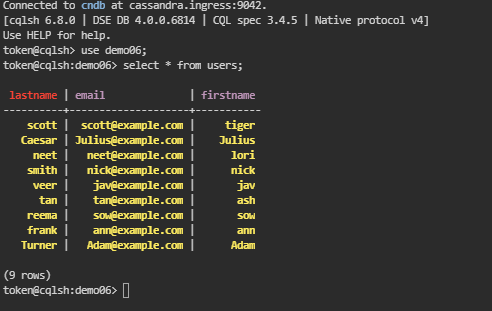 Connected to cndb at cassandra.ingress:9042.
[cqlsh 6.8.0 | DSE DB 4.0.0.6814 | CQL spec 3.4.5 | Native protocol v4]
Use HELP for help.
token@cqlsh> use demo06;
token@cqlsh:demo06> select * from users;
lastname | email | firstname
----------+--------------------+-----------
scott | scott@example.com | tiger
Caesar | Julius@example.com | Julius
neet | neet@example.com | lori
smith | nick@example.com | nick
veer | jav@example.com | jav
tan | tan@example.com | ash
reema | sow@example.com | sow
frank | ann@example.com | ann
Turner | Adam@example.com | Adam
(9 rows)
token@cqlsh:demo06>